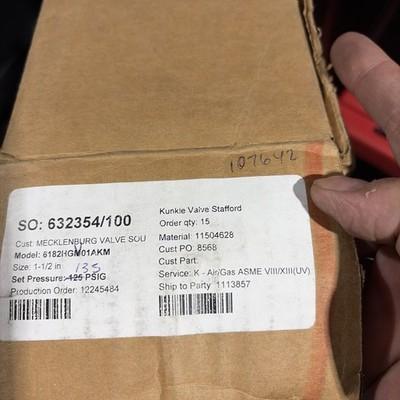 107642
SO: 632354/100
Cust: MECKLENBURG VALVE SOU
Model: 6182HGM01AKM
V
Size: 1-1/2 in
135
Set Pressure: 125 PSIG
Production Order: 12245484
Kunkle Valve Stafford
Order qty: 15
Material: 11504628
Cust PO: 8568
Cust Part:
Service: K - Air/Gas ASME VIII/XIII(UV)
Ship to Party 1113857